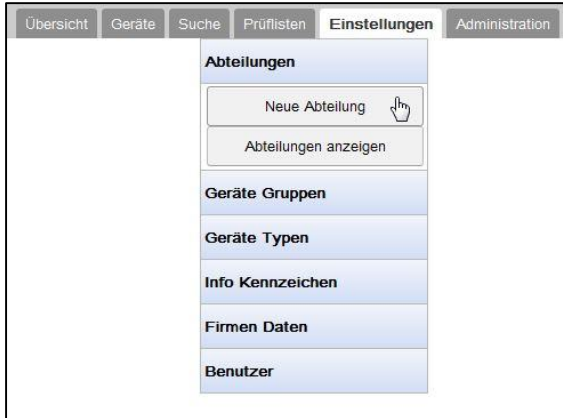 Übersicht Geräte Suche Prüflisten Einstellungen Administration
Abteilungen
Neue Abteilung
Abteilungen anzeigen
Geräte Gruppen
Geräte Typen
Info Kennzeichen
Firmen Daten
Benutzer